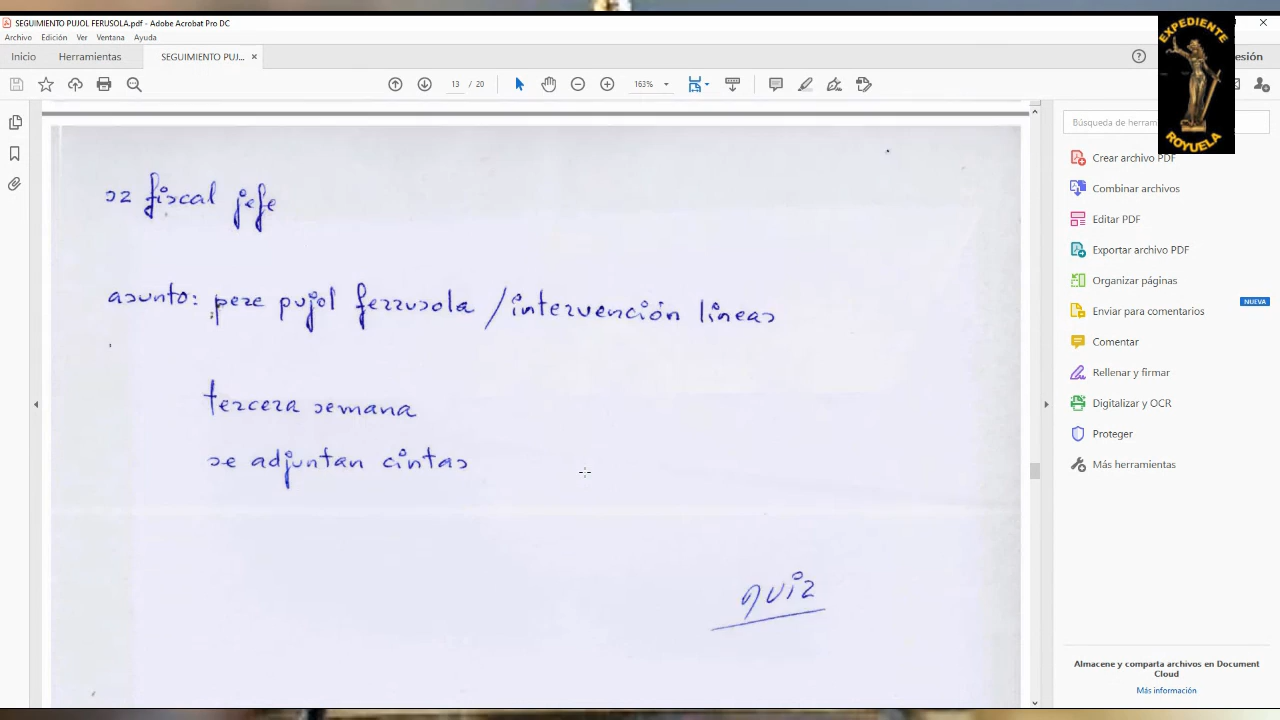 SEGUIMIENTO PUJOL FERUSOLA.pdf - Adobe Acrobat Pro DC
Archivo Edición Ver Ventana Ayuda
Inicio Herramientas SEGUIMIENTO PUJ... ×
esión
13 / 20 163%
EXPEDIENTE
ROYUELA
sr fiscal jefe
asunto: pere pujol ferrusola / intervención lineas
tercera semana
se adjuntan cintas
Búsqueda de herram
Crear archivo PDF
Combinar archivos
Editar PDF
Exportar archivo PDF
Organizar páginas
NUEVA
Enviar para comentarios
Comentar
Rellenar y firmar
Digitalizar y OCR
Proteger
Más herramientas
Almacene y comparta archivos en Document
Cloud
Más información